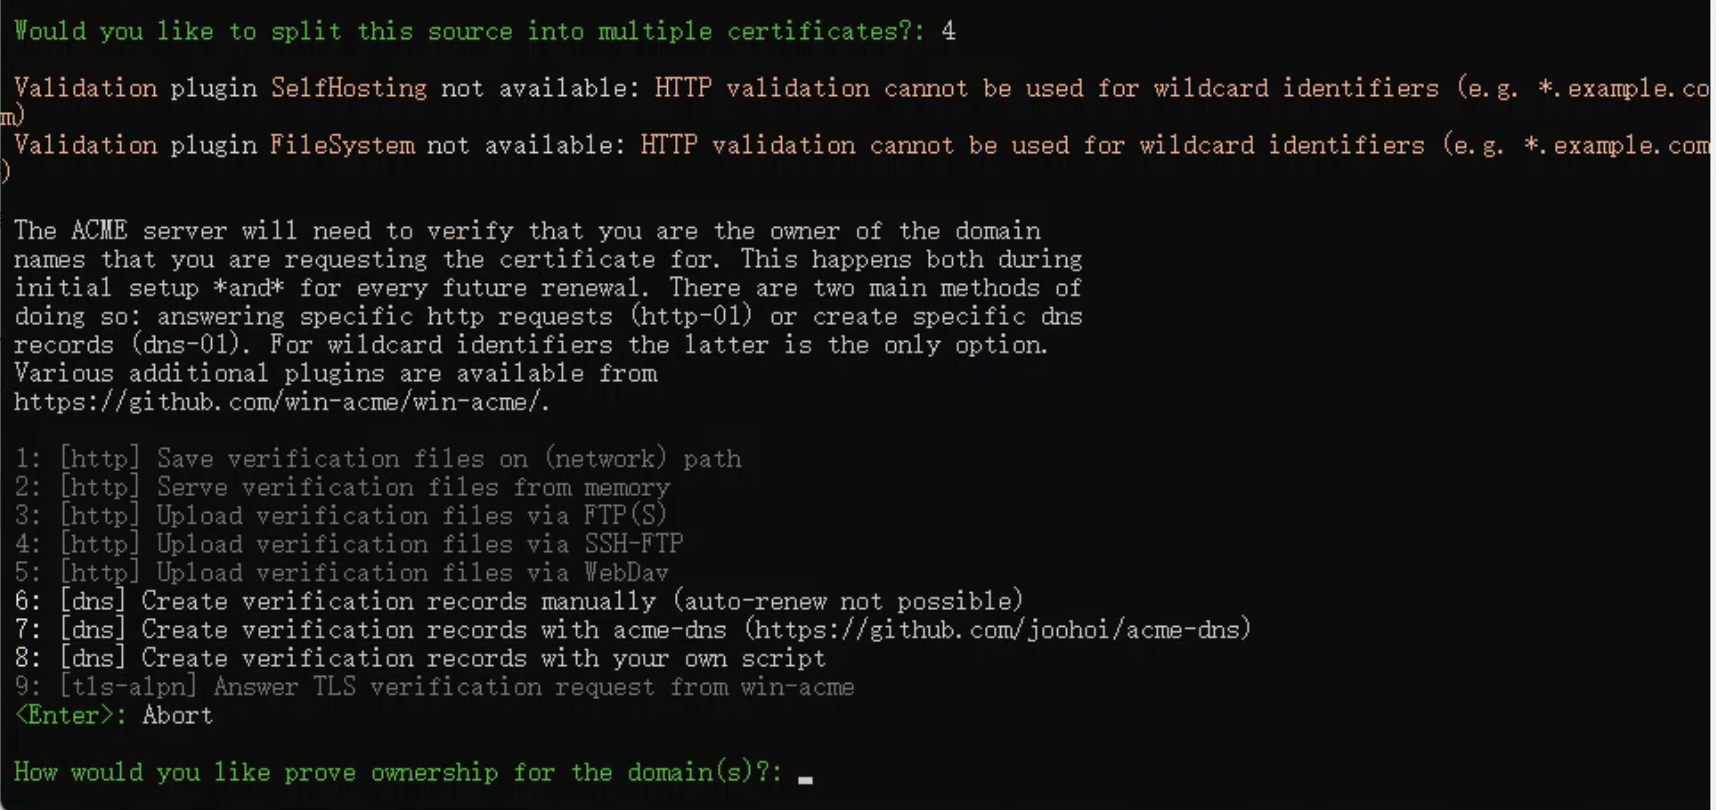 Would you like to split this source into multiple certificates?: 4
Validation plugin SelfHosting not available: HTTP validation cannot be used for wildcard identifiers (e.g. *.example.co
m)
Validation plugin FileSystem not available: HTTP validation cannot be used for wildcard identifiers (e.g. *.example.com
)
The ACME server will need to verify that you are the owner of the domain
names that you are requesting the certificate for. This happens both during
initial setup *and* for every future renewal. There are two main methods of
doing so: answering specific http requests (http-01) or create specific dns
records (dns-01). For wildcard identifiers the latter is the only option.
Various additional plugins are available from
https://github.com/win-acme/win-acme/.
1: [http] Save verification files on (network) path
2: [http] Serve verification files from memory
3: [http] Upload verification files via FTP(S)
4: [http] Upload verification files via SSH-FTP
5: [http] Upload verification files via WebDav
6: [dns] Create verification records manually (auto-renew not possible)
7: [dns] Create verification records with acme-dns (https://github.com/joohoi/acme-dns)
8: [dns] Create verification records with your own script
9: [tls-alpn] Answer TLS verification request from win-acme
<Enter>: Abort
How would you like prove ownership for the domain(s)?: